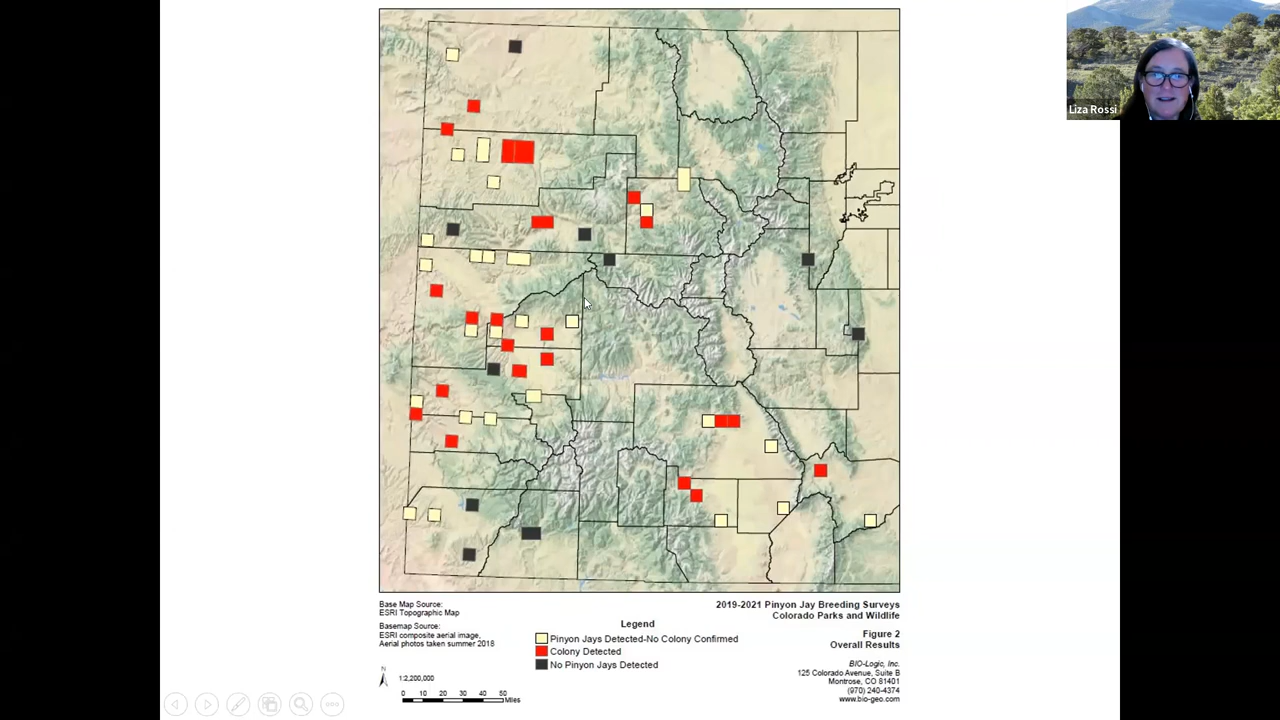 Liza Rossi
Base Map Source:
ESRI Topographic Map
Basemap Source:
ESRI composite aerial image,
Aerial photos taken summer 2018
N
1:2,200,000
0 10 20 30 40 50
Miles
Legend
Pinyon Jays Detected-No Colony Confirmed
Colony Detected
No Pinyon Jays Detected
2019-2021 Pinyon Jay Breeding Surveys
Colorado Parks and Wildlife
Figure 2
Overall Results
BIO-Logic, Inc.
125 Colorado Avenue, Suite B
Montrose, CO 81401
(970) 240-4374
www.bio-geo.com